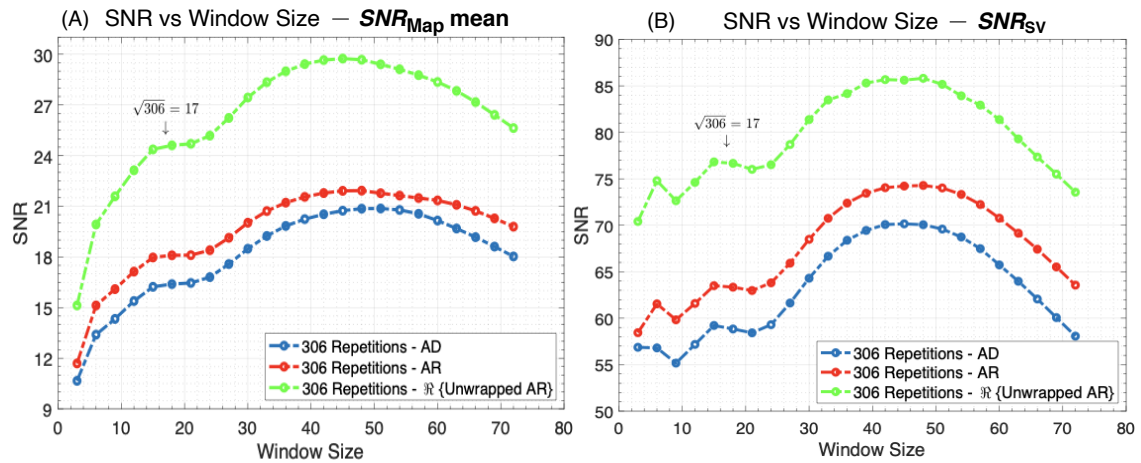 (A) SNR vs Window Size – SNR_Map mean
30
27
24
21
18
15
12
9
SNR
√306 = 17
↓
306 Repetitions - AD
306 Repetitions - AR
306 Repetitions - ℜ {Unwrapped AR}
0 10 20 30 40 50 60 70 80
Window Size
(B) SNR vs Window Size – SNR_SV
90
85
80
75
70
65
60
55
50
SNR
√306 = 17
↓
306 Repetitions - AD
306 Repetitions - AR
306 Repetitions - ℜ {Unwrapped AR}
0 10 20 30 40 50 60 70 80
Window Size